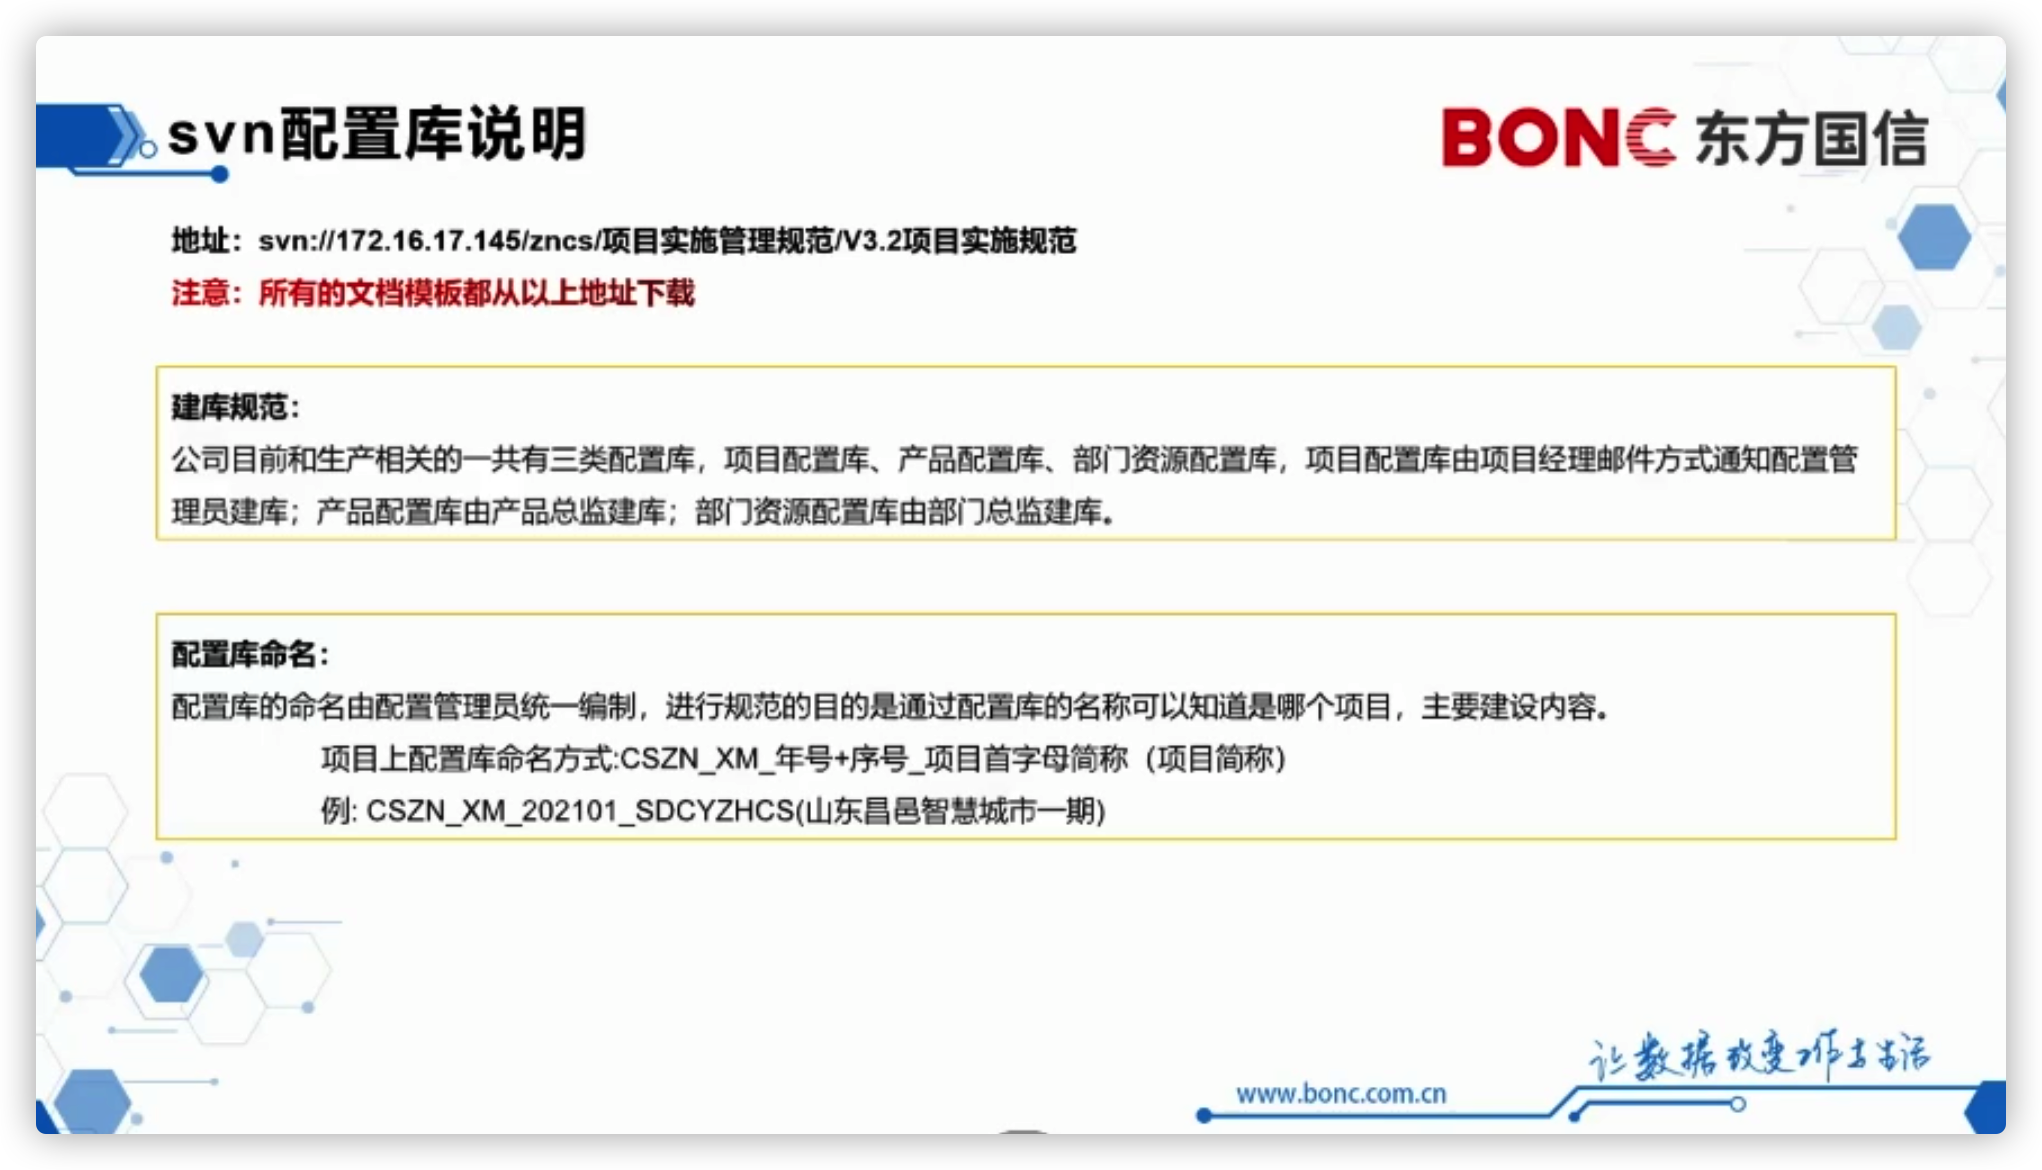 svn配置库说明
BONC 东方国信
地址：svn://172.16.17.145/zncs/项目实施管理规范/V3.2项目实施规范
注意：所有的文档模板都从以上地址下载
建库规范：
公司目前和生产相关的一共有三类配置库，项目配置库、产品配置库、部门资源配置库，项目配置库由项目经理邮件方式通知配置管
理员建库；产品配置库由产品总监建库；部门资源配置库由部门总监建库。
配置库命名：
配置库的命名由配置管理员统一编制，进行规范的目的是通过配置库的名称可以知道是哪个项目，主要建设内容。
项目上配置库命名方式:CSZN_XM_年号+序号_项目首字母简称（项目简称）
例: CSZN_XM_202101_SDCYZHCS(山东昌邑智慧城市一期)
让数据改变工作与生活
www.bonc.com.cn